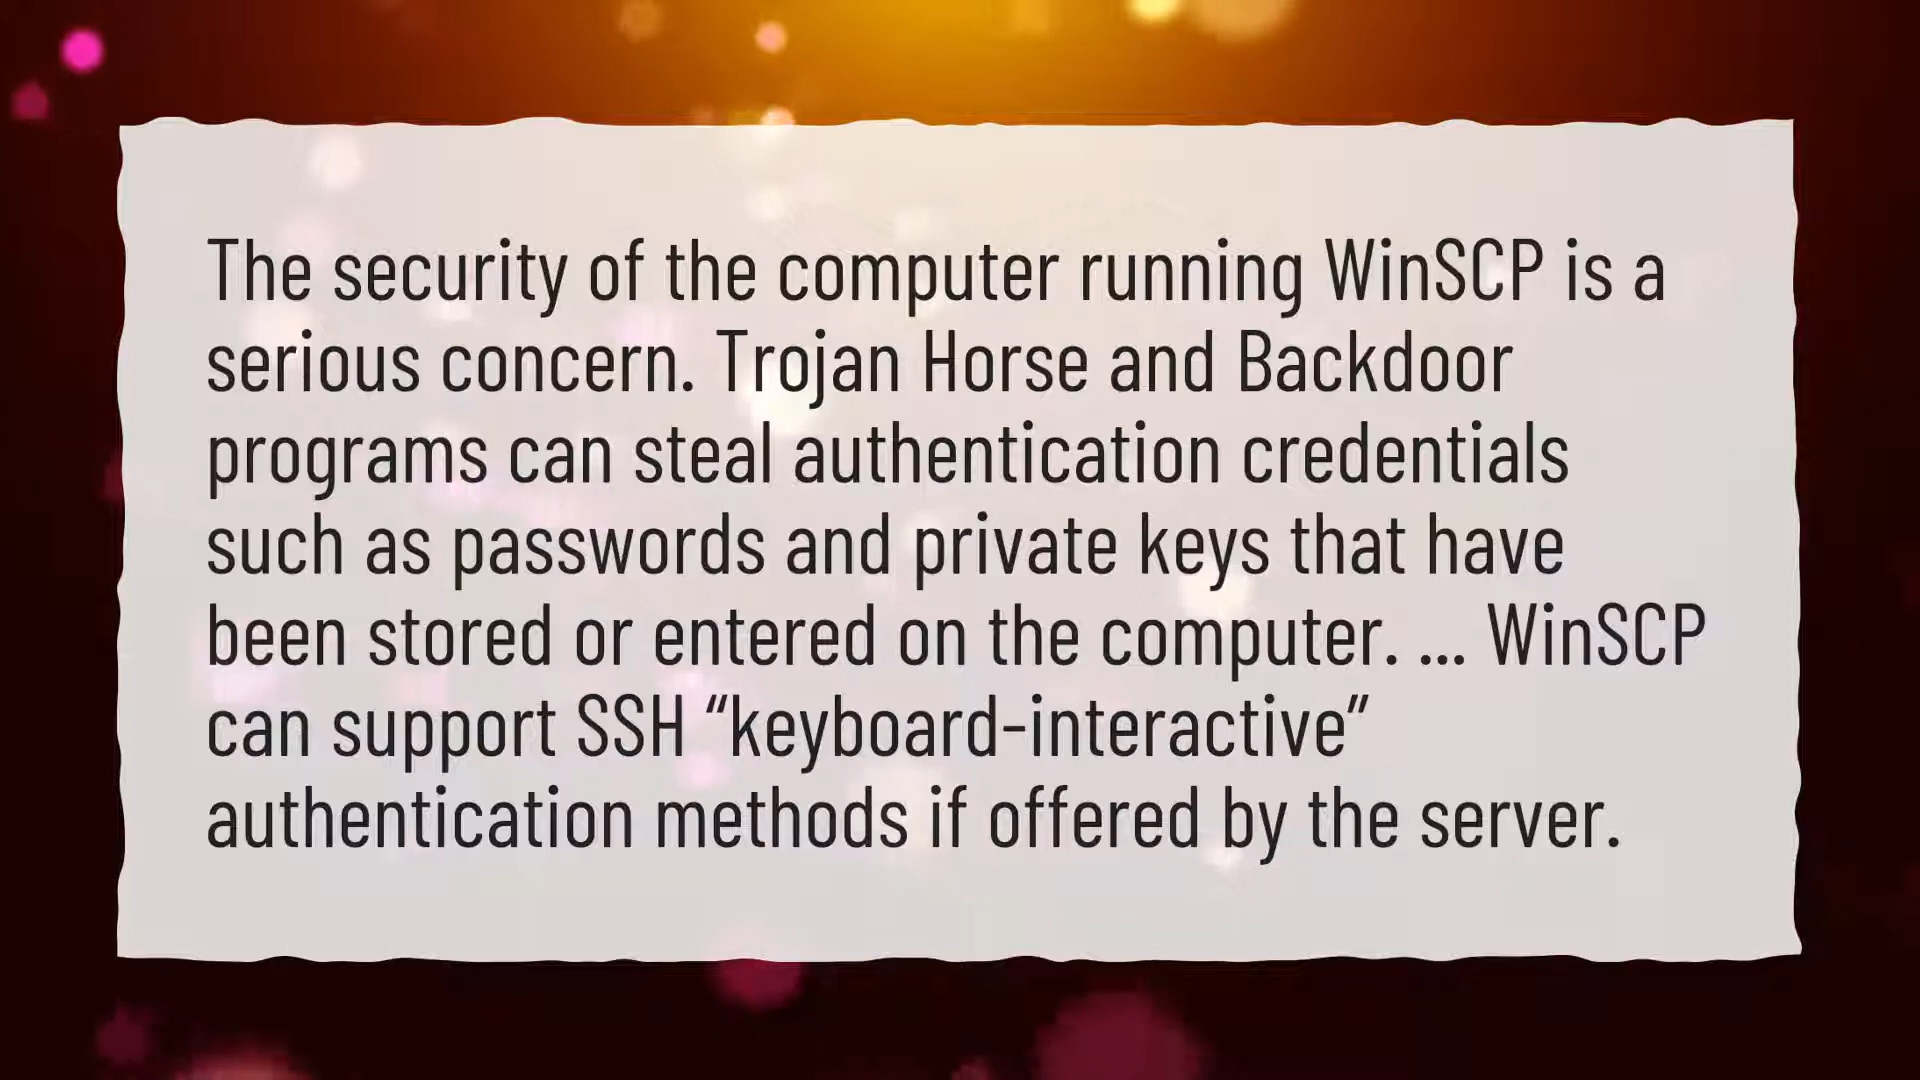 The security of the computer running WinSCP is a
serious concern. Trojan Horse and Backdoor
programs can steal authentication credentials
such as passwords and private keys that have
been stored or entered on the computer. ... WinSCP
can support SSH “keyboard-interactive”
authentication methods if offered by the server.